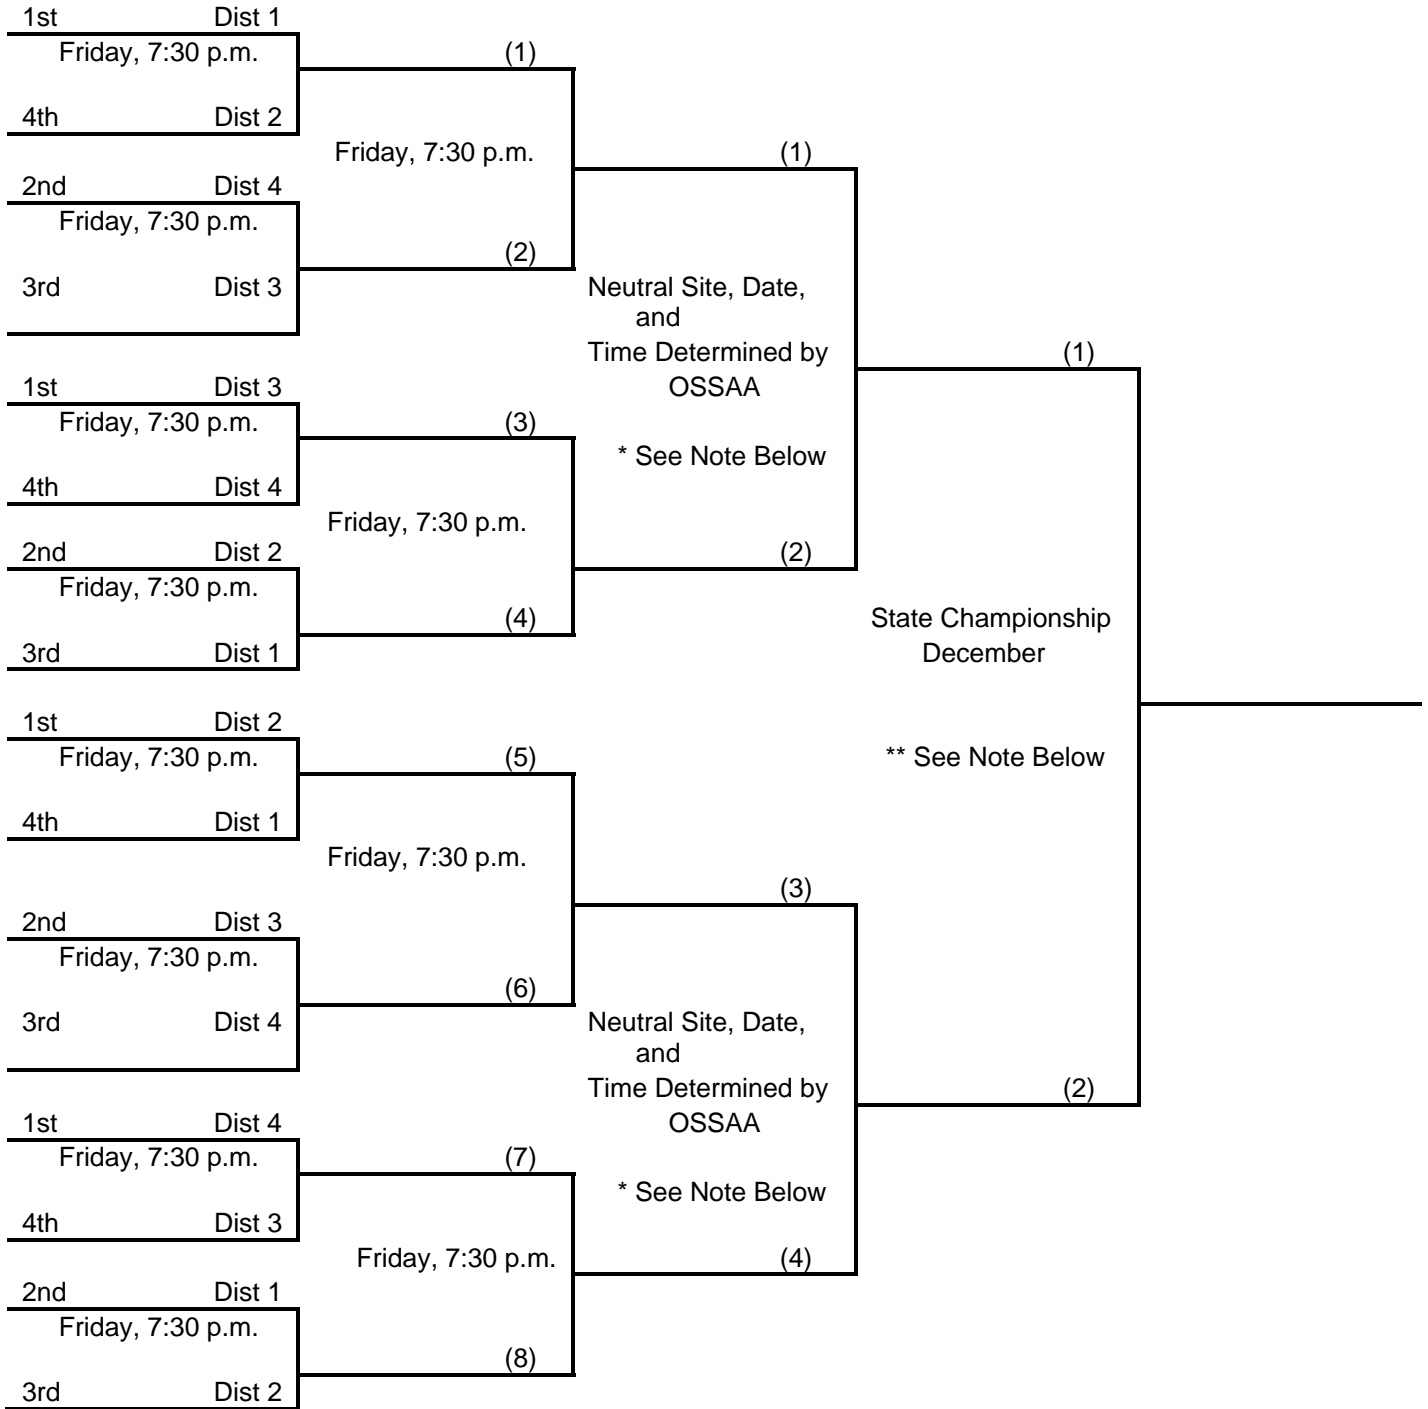 1st Dist 1
Friday, 7:30 p.m. (1)
4th Dist 2
Friday, 7:30 p.m. (1)
2nd Dist 4
Friday, 7:30 p.m.
(2)
3rd Dist 3 Neutral Site, Date,
and
Time Determined by (1)
1st Dist 3 OSSAA
Friday, 7:30 p.m. (3)
* See Note Below
4th Dist 4
Friday, 7:30 p.m.
2nd Dist 2 (2)
Friday, 7:30 p.m.
(4) State Championship
3rd Dist 1 December
1st Dist 2
Friday, 7:30 p.m. (5) ** See Note Below
4th Dist 1
Friday, 7:30 p.m.
(3)
2nd Dist 3
Friday, 7:30 p.m.
(6)
3rd Dist 4 Neutral Site, Date,
and
Time Determined by (2)
1st Dist 4 OSSAA
Friday, 7:30 p.m. (7)
* See Note Below
4th Dist 3
Friday, 7:30 p.m. (4)
2nd Dist 1
Friday, 7:30 p.m.
(8)
3rd Dist 2